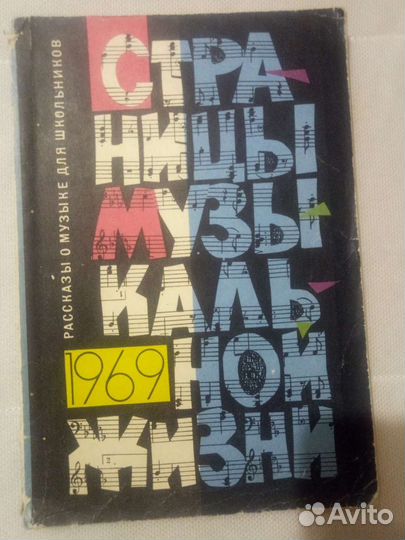 РАССКАЗЫ О МУЗЫКЕ ДЛЯ ШКОЛЬНИКОВ
СТРА
НИЦЫ
МУЗЫ
КАЛЬ
1969 НОЙ
ЖИЗНИ
Avito